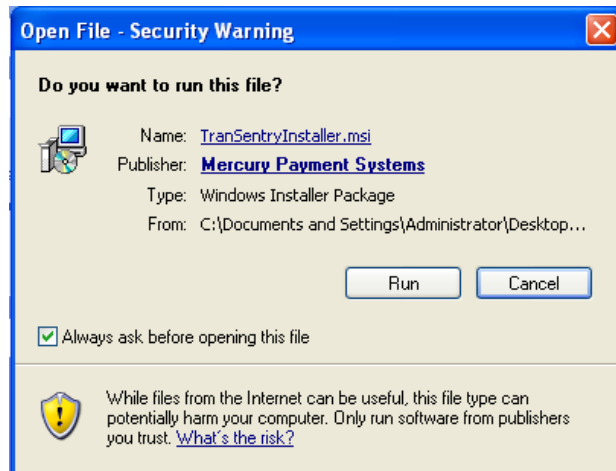 Open File - Security Warning
Do you want to run this file?
Name: TranSentryInstaller.msi
Publisher: Mercury Payment Systems
Type: Windows Installer Package
From: C:\Documents and Settings\Administrator\Desktop...
Run Cancel
Always ask before opening this file
While files from the Internet can be useful, this file type can
potentially harm your computer. Only run software from publishers
you trust. What's the risk?